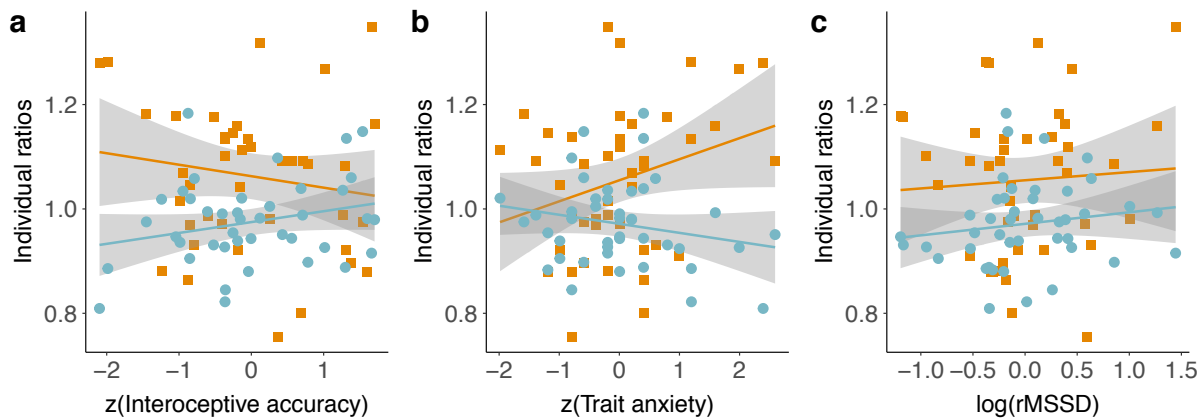 a
Individual ratios
1.2
1.0
0.8
−2 −1 0 1
z(Interoceptive accuracy)
b
Individual ratios
1.2
1.0
0.8
−2 −1 0 1 2
z(Trait anxiety)
c
Individual ratios
1.2
1.0
0.8
−1.0 −0.5 0.0 0.5 1.0 1.5
log(rMSSD)